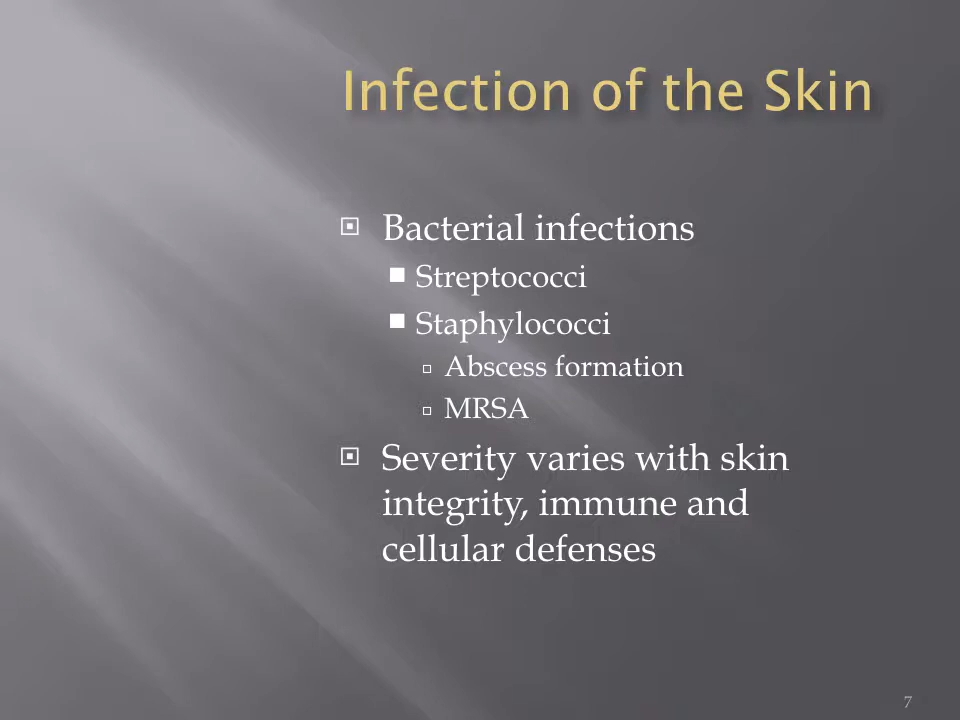 Infection of the Skin
Bacterial infections
Streptococci
Staphylococci
Abscess formation
MRSA
Severity varies with skin
integrity, immune and
cellular defenses
7